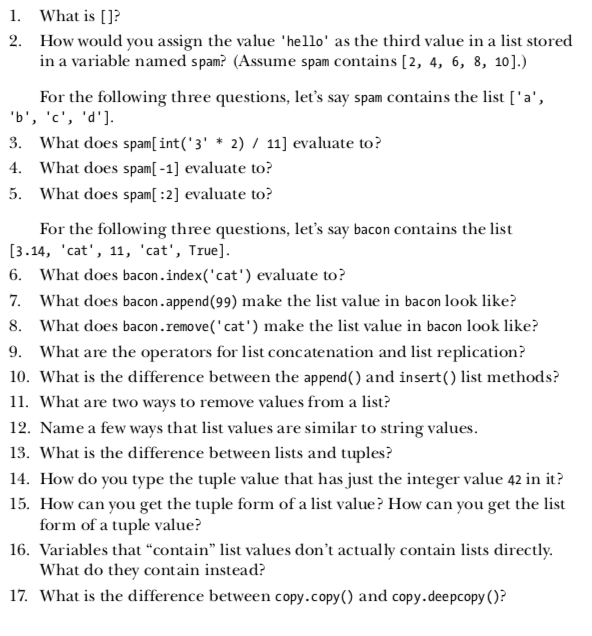 1. What is []?
2. How would you assign the value 'hello' as the third value in a list stored
in a variable named spam? (Assume spam contains [2, 4, 6, 8, 10].)
For the following three questions, let's say spam contains the list ['a',
'b', 'c', 'd'].
3. What does spam[int('3' * 2) / 11] evaluate to?
4. What does spam[-1] evaluate to?
5. What does spam[:2] evaluate to?
For the following three questions, let's say bacon contains the list
[3.14, 'cat', 11, 'cat', True].
6. What does bacon.index('cat') evaluate to?
7. What does bacon.append(99) make the list value in bacon look like?
8. What does bacon.remove('cat') make the list value in bacon look like?
9. What are the operators for list concatenation and list replication?
10. What is the difference between the append() and insert() list methods?
11. What are two ways to remove values from a list?
12. Name a few ways that list values are similar to string values.
13. What is the difference between lists and tuples?
14. How do you type the tuple value that has just the integer value 42 in it?
15. How can you get the tuple form of a list value? How can you get the list
form of a tuple value?
16. Variables that “contain” list values don't actually contain lists directly.
What do they contain instead?
17. What is the difference between copy.copy() and copy.deepcopy()?